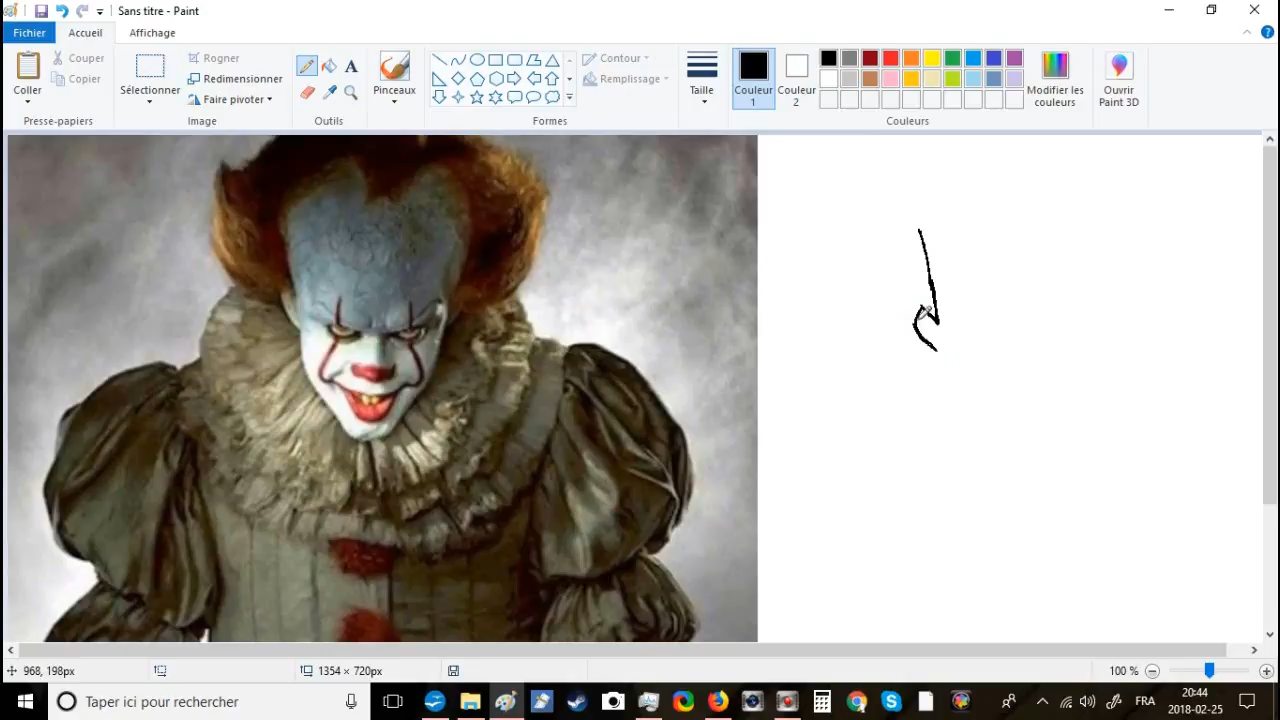 Sans titre - Paint
Fichier Accueil Affichage
Coller
Couper
Copier
Presse-papiers
Sélectionner
Rogner
Redimensionner
Faire pivoter
Image
A
Outils
Pinceaux
Contour
Remplissage
Formes
Taille
Couleur 1
Couleur 2
Modifier les couleurs
Couleurs
Ouvrir Paint 3D
968, 198px
1354 × 720px
100 %
Taper ici pour rechercher
FRA
20:44
2018-02-25